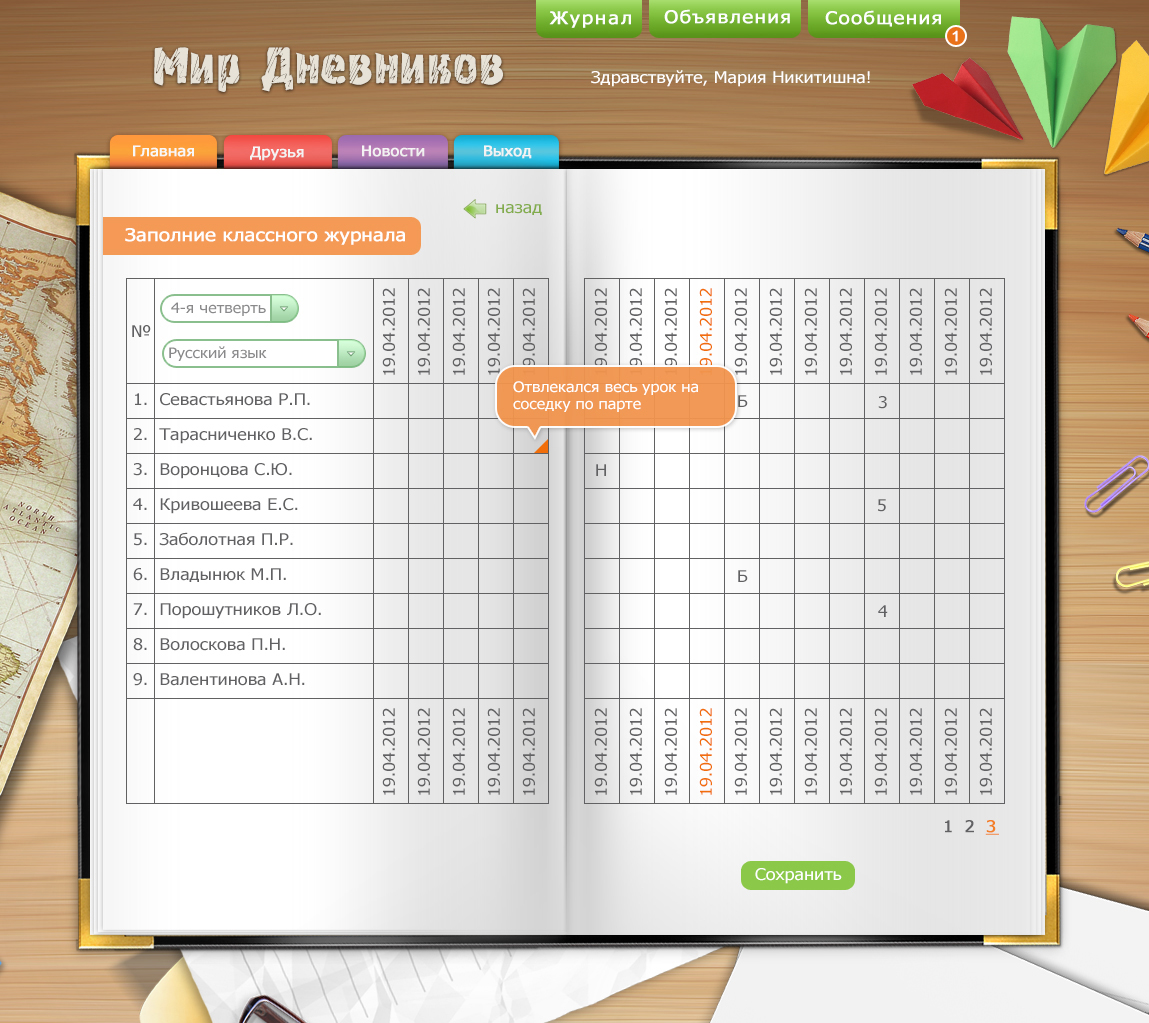 Журнал
Объявления
Сообщения
1
Мир Дневников
Здравствуйте, Мария Никитишна!
Главная
Друзья
Новости
Выход
назад
Заполние классного журнала
№
4-я четверть
Русский язык
19.04.2012 19.04.2012 19.04.2012 19.04.2012 19.04.2012 19.04.2012 19.04.2012 19.04.2012 19.04.2012 19.04.2012 19.04.2012 19.04.2012 19.04.2012 19.04.2012 19.04.2012 19.04.2012 19.04.2012
Отвлекался весь урок на
соседку по парте
1. Севастьянова Р.П. Б 3
2. Тарасниченко В.С.
3. Воронцова С.Ю. Н
4. Кривошеева Е.С. 5
5. Заболотная П.Р.
6. Владынюк М.П. Б
7. Порошутников Л.О. 4
8. Волоскова П.Н.
9. Валентинова А.Н.
19.04.2012 19.04.2012 19.04.2012 19.04.2012 19.04.2012 19.04.2012 19.04.2012 19.04.2012 19.04.2012 19.04.2012 19.04.2012 19.04.2012 19.04.2012 19.04.2012 19.04.2012 19.04.2012 19.04.2012
1 2 3
Сохранить
NORTH
ATLANTIC
OCEAN